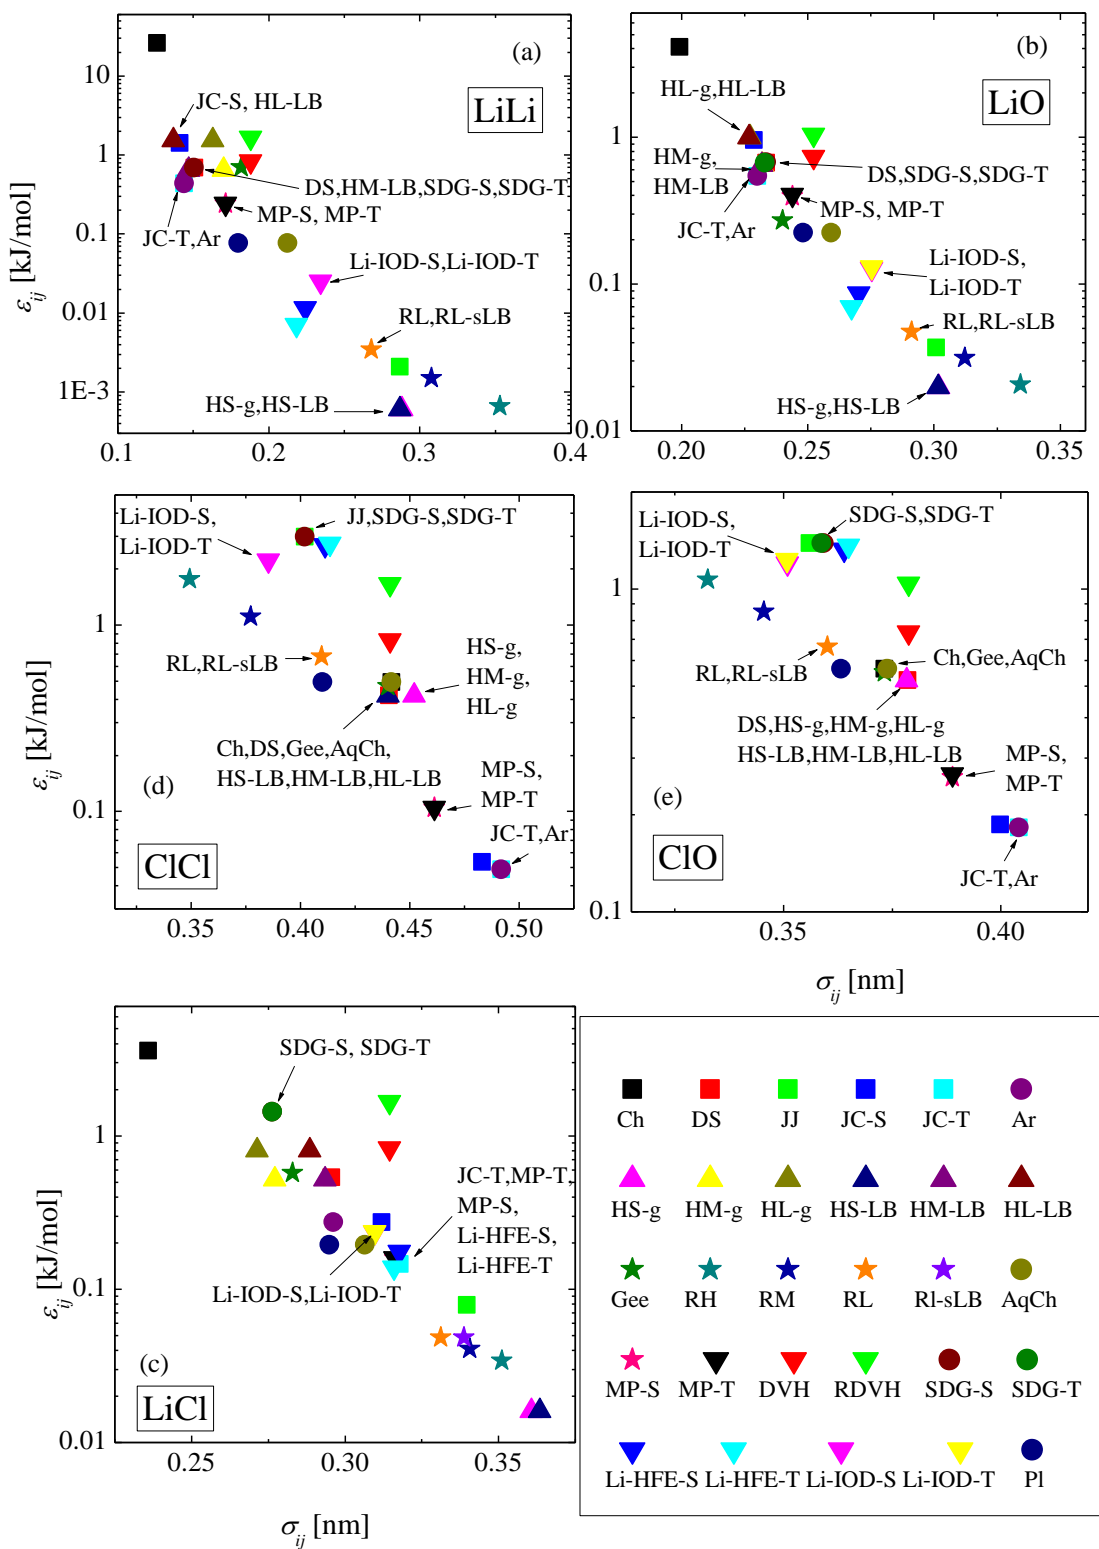 (a)
LiLi
JC-S, HL-LB
DS,HM-LB,SDG-S,SDG-T
MP-S, MP-T
JC-T,Ar
Li-IOD-S,Li-IOD-T
RL,RL-sLB
HS-g,HS-LB
10
1
0.1
0.01
1E-3
0.1
0.2
0.3
0.4
εij [kJ/mol]
(b)
LiO
HL-g,HL-LB
HM-g,
HM-LB
DS,SDG-S,SDG-T
JC-T,Ar
MP-S, MP-T
Li-IOD-S,
Li-IOD-T
RL,RL-sLB
HS-g,HS-LB
1
0.1
0.01
0.20
0.25
0.30
0.35
Li-IOD-S,
Li-IOD-T
JJ,SDG-S,SDG-T
RL,RL-sLB
HS-g,
HM-g,
HL-g
Ch,DS,Gee,AqCh,
HS-LB,HM-LB,HL-LB
MP-S,
MP-T
JC-T,Ar
(d)
ClCl
1
0.1
0.35
0.40
0.45
0.50
εij [kJ/mol]
Li-IOD-S,
Li-IOD-T
SDG-S,SDG-T
RL,RL-sLB
Ch,Gee,AqCh
DS,HS-g,HM-g,HL-g
HS-LB,HM-LB,HL-LB
MP-S,
MP-T
(e)
ClO
JC-T,Ar
1
0.1
0.35
0.40
σij [nm]
SDG-S, SDG-T
JC-T,MP-T,
MP-S,
Li-HFE-S,
Li-HFE-T
Li-IOD-S,Li-IOD-T
(c)
LiCl
1
0.1
0.01
0.25
0.30
0.35
εij [kJ/mol]
σij [nm]
Ch DS JJ JC-S JC-T Ar
HS-g HM-g HL-g HS-LB HM-LB HL-LB
Gee RH RM RL Rl-sLB AqCh
MP-S MP-T DVH RDVH SDG-S SDG-T
Li-HFE-S Li-HFE-T Li-IOD-S Li-IOD-T Pl